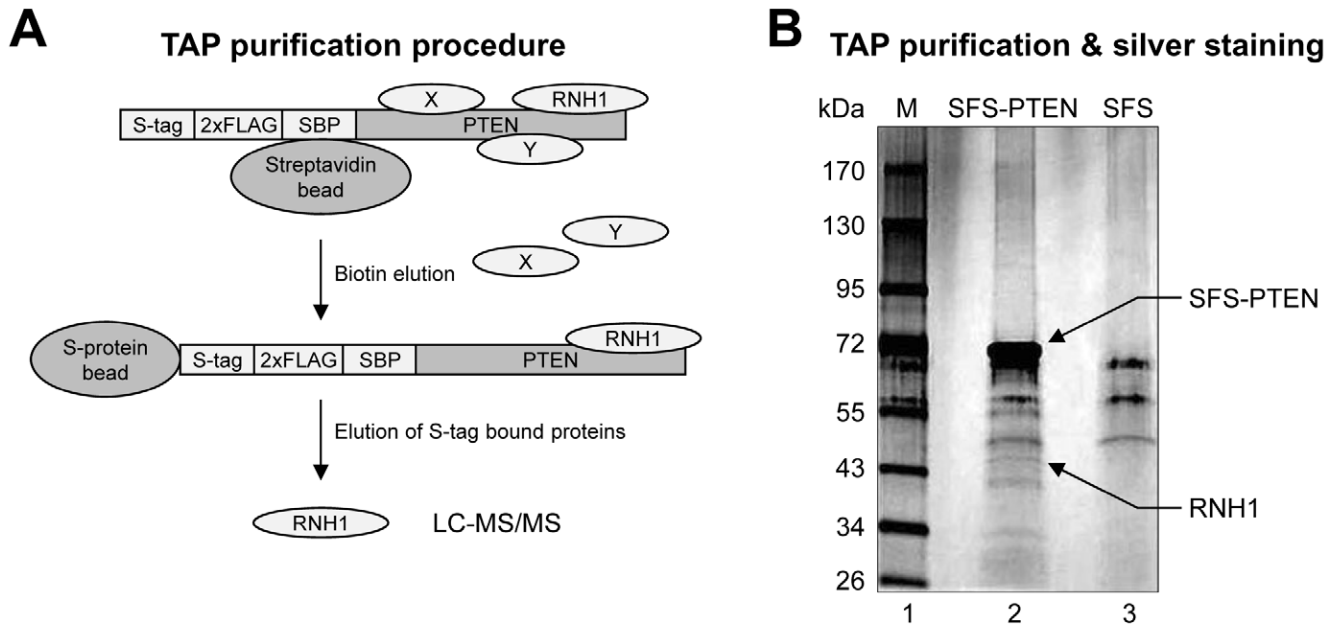 A
TAP purification procedure
X
RNH1
S-tag
2xFLAG
SBP
PTEN
Y
Streptavidin
bead
Y
X
Biotin elution
S-protein
bead
RNH1
S-tag
2xFLAG
SBP
PTEN
Elution of S-tag bound proteins
RNH1
LC-MS/MS
B
TAP purification & silver staining
kDa
M
SFS-PTEN
SFS
170
130
95
72
55
43
34
26
SFS-PTEN
RNH1
1
2
3